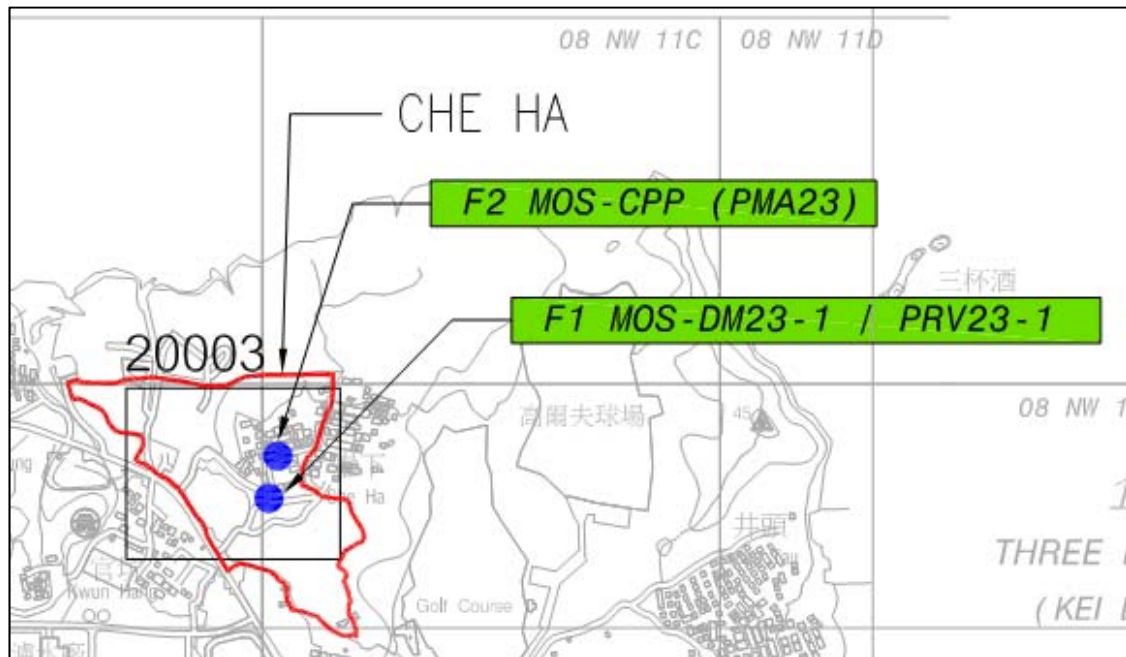 08 NW 11C
08 NW 11D
CHE HA
F2 MOS-CPP (PMA23)
三杯酒
F1 MOS-DM23-1 / PRV23-1
20003
高爾夫球場
45
08 NW 1
下
Che Ha
井頭
THREE
Kwun Hang
Golf Course
(KEI